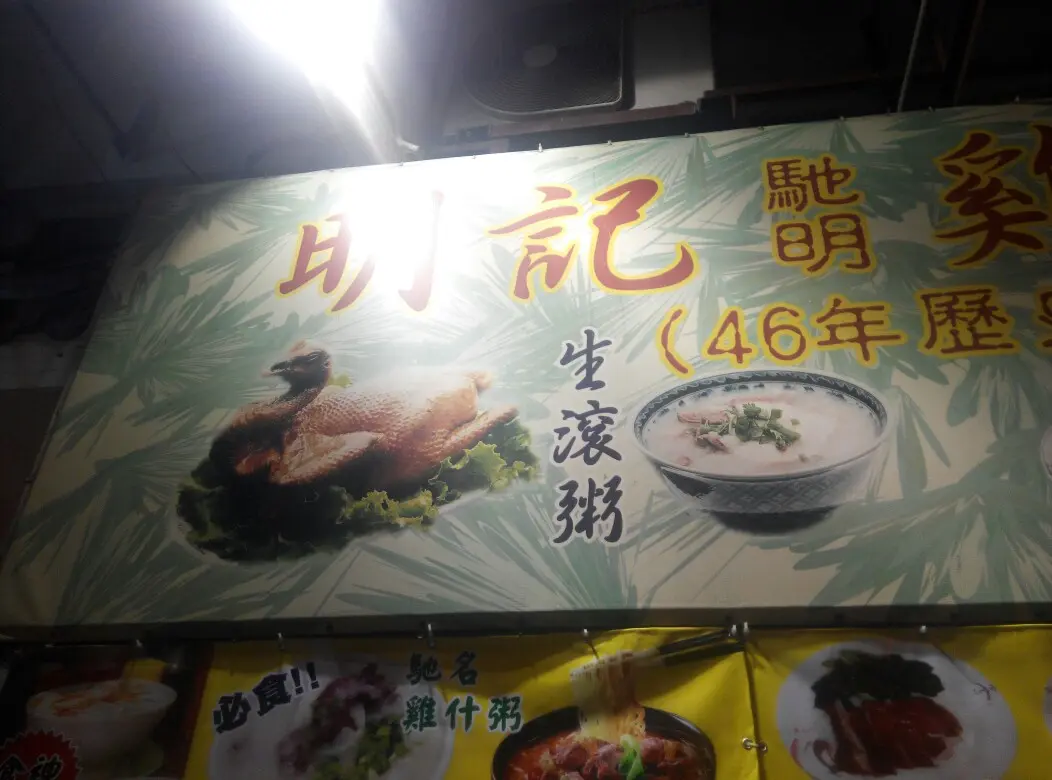 明記 馳明
(46年歷
生滾粥
必食!!
馳名
雞什粥